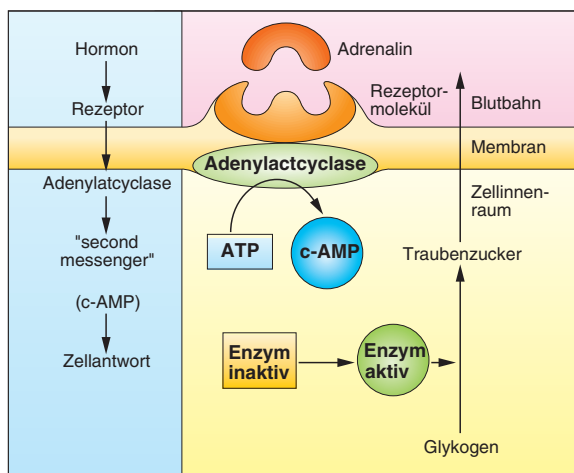 Hormon
Rezeptor
Adenylatcyclase
"second
messenger"
(c-AMP)
Zellantwort
Adrenalin
Rezeptor-
molekül
Blutbahn
Membran
Adenylactcyclase
Zellinnen-
raum
ATP
c-AMP
Traubenzucker
Enzym
inaktiv
Enzym
aktiv
Glykogen